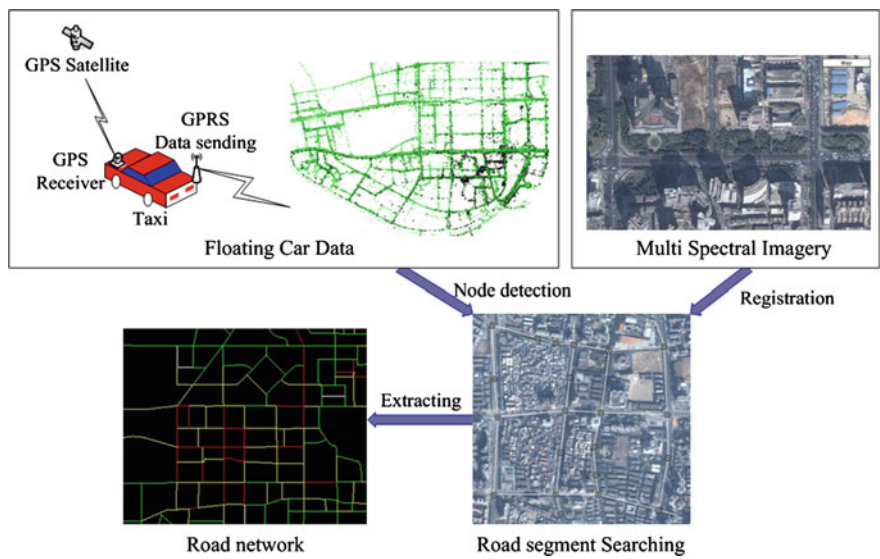 GPS Satellite
GPRS
Data sending
GPS
Receiver
Taxi
Floating Car Data
Map
Multi Spectral Imagery
Node detection
Registration
Extracting
Road network
Road segment Searching